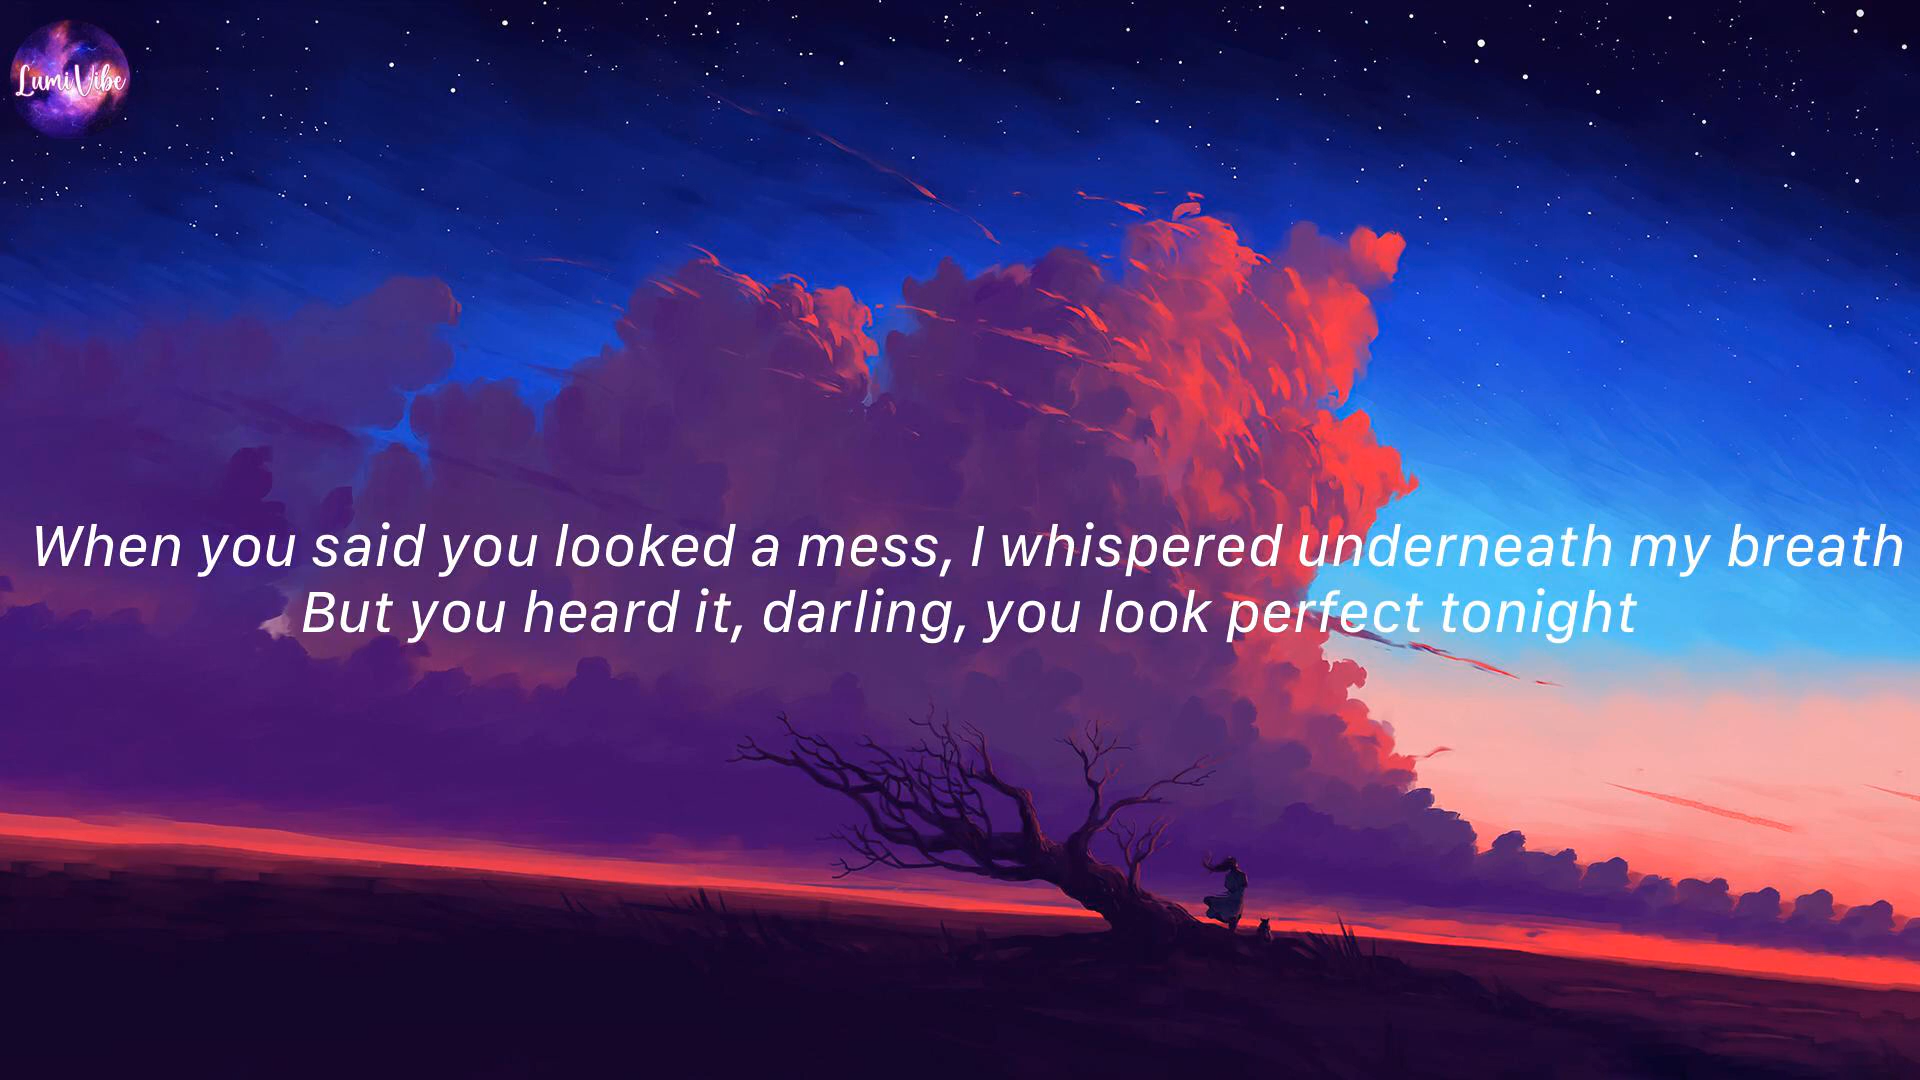 LumiVibe
When you said you looked a mess, I whispered underneath my breath
But you heard it, darling, you look perfect tonight